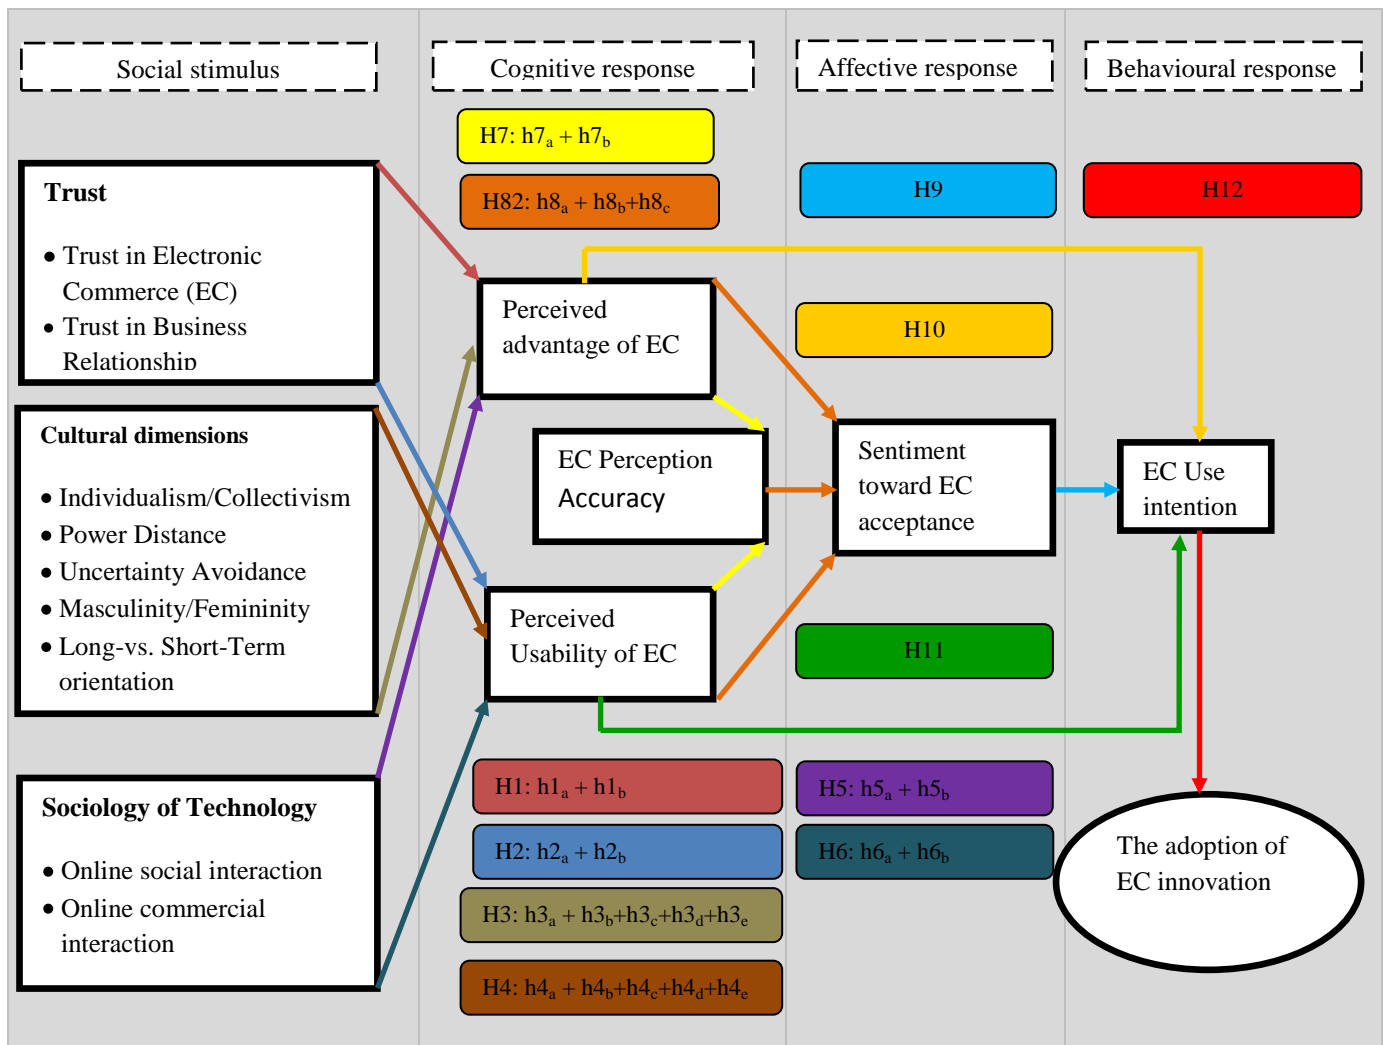 Social stimulus
Cognitive response
Affective response
Behavioural response
H7: h7a + h7b
H82: h8a + h8b+h8c
H9
H12
Trust
• Trust in Electronic
Commerce (EC)
• Trust in Business
Relationship
Perceived
advantage of EC
H10
Cultural dimensions
• Individualism/Collectivism
• Power Distance
• Uncertainty Avoidance
• Masculinity/Femininity
• Long-vs. Short-Term
orientation
EC Perception
Accuracy
Sentiment
toward EC
acceptance
EC Use
intention
Perceived
Usability of EC
H11
Sociology of Technology
• Online social interaction
• Online commercial
interaction
H1: h1a + h1b
H2: h2a + h2b
H3: h3a + h3b+h3c+h3d+h3e
H4: h4a + h4b+h4c+h4d+h4e
H5: h5a + h5b
H6: h6a + h6b
The adoption of
EC innovation